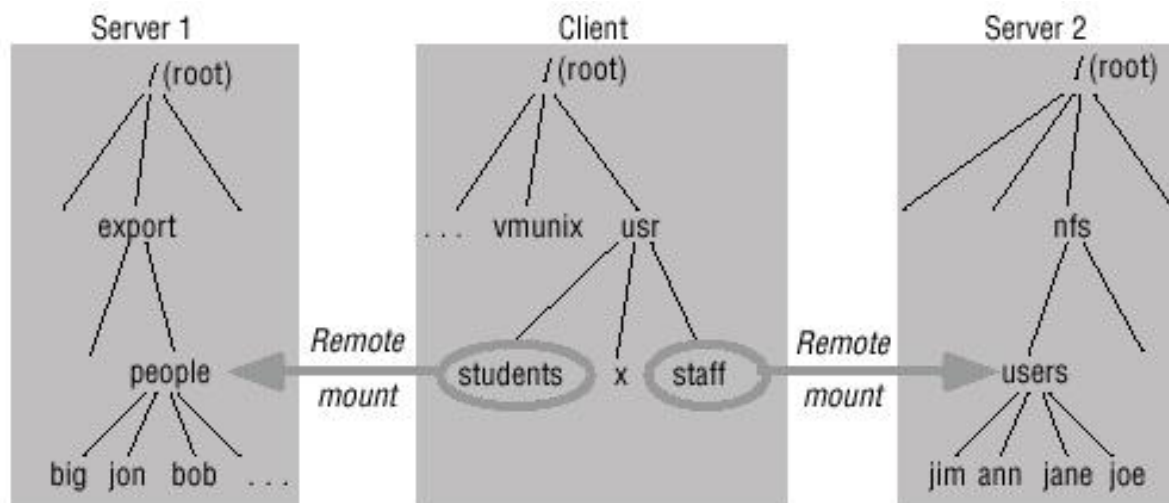 Server 1
Client
Server 2
/ (root)
/ (root)
/ (root)
export
. . . vmunix usr
nfs
Remote
mount
Remote
mount
people
students x staff
users
big jon bob . . .
jim ann jane joe